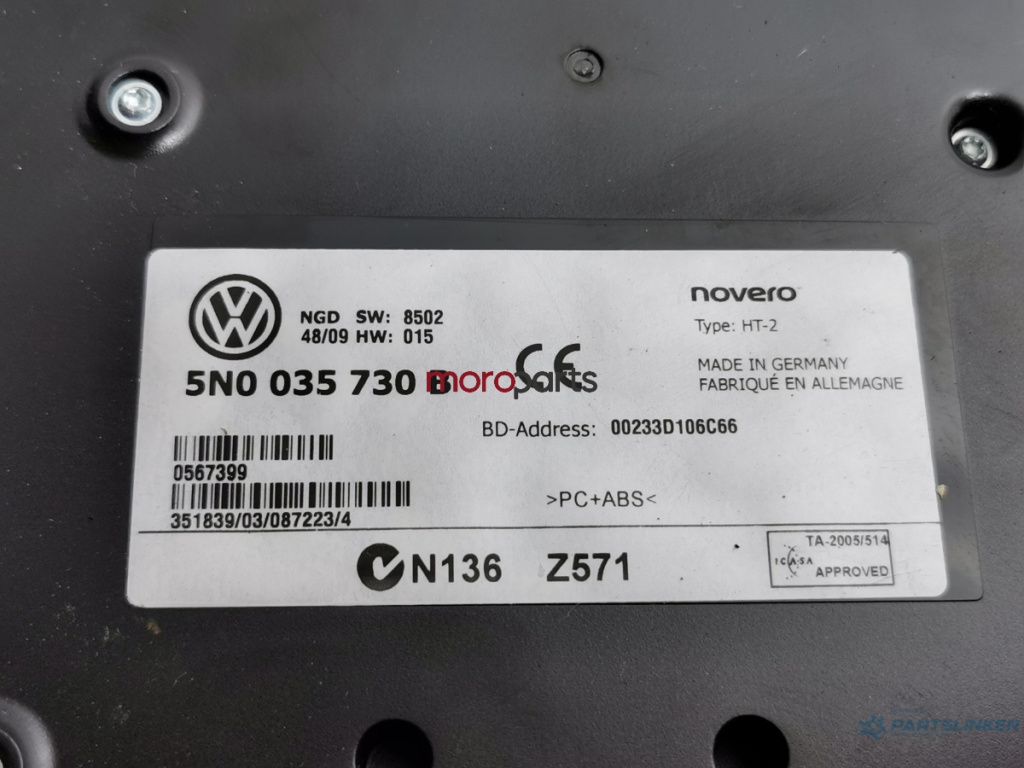 NGD SW: 8502
48/09 HW: 015
5N0 035 730 B
moroparts
CE
novero
Type: HT-2
MADE IN GERMANY
FABRIQUÉ EN ALLEMAGNE
BD-Address: 00233D106C66
0567399
351839/03/087223/4
>PC+ABS<
N136 Z571
TA-2005/514
ICASA
APPROVED
PARTSLINKER